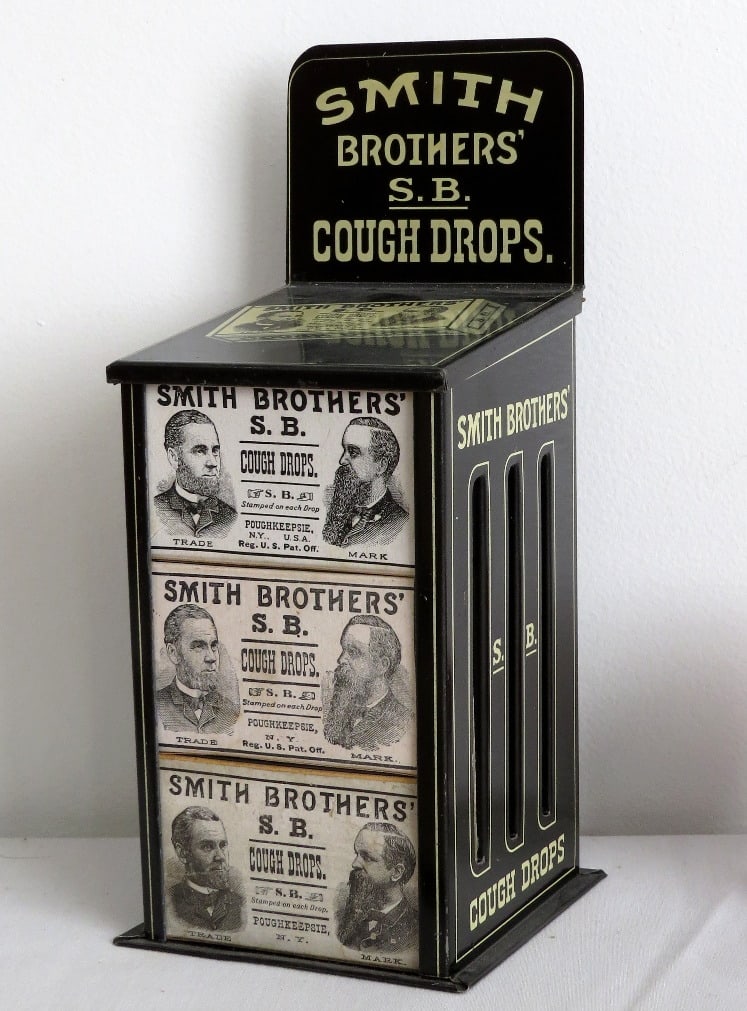 SMITH
BROTHERS'
S.B.
COUGH DROPS.
SMITH BROTHERS'
SMITH BROTHERS'
S. B.
COUGH DROPS.
S. B.
Stamped on each Drop
POUGHKEEPSIE,
N.Y. U.S.A.
Reg. U. S. Pat. Off.
TRADE MARK
SMITH BROTHERS'
S. B.
COUGH DROPS.
S. B.
Stamped on each Drop
POUGHKEEPSIE,
N. Y.
Reg. U. S. Pat. Off.
TRADE MARK.
SMITH BROTHERS'
S. B.
COUGH DROPS.
S. B.
Stamped on each Drop.
POUGHKEEPSIE,
N. Y.
TRADE MARK.
SMITH BROTHERS'
S. B.
COUGH DROPS